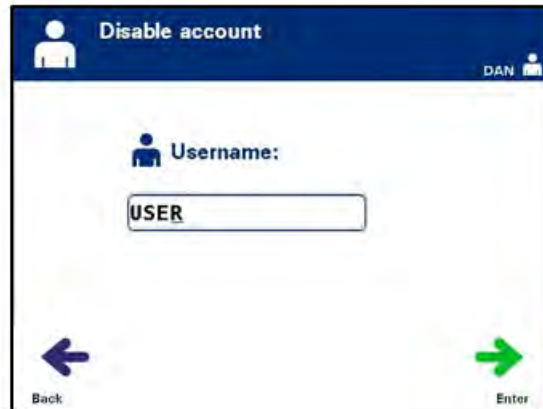 Disable account
DAN
Username:
USER
Back
Enter